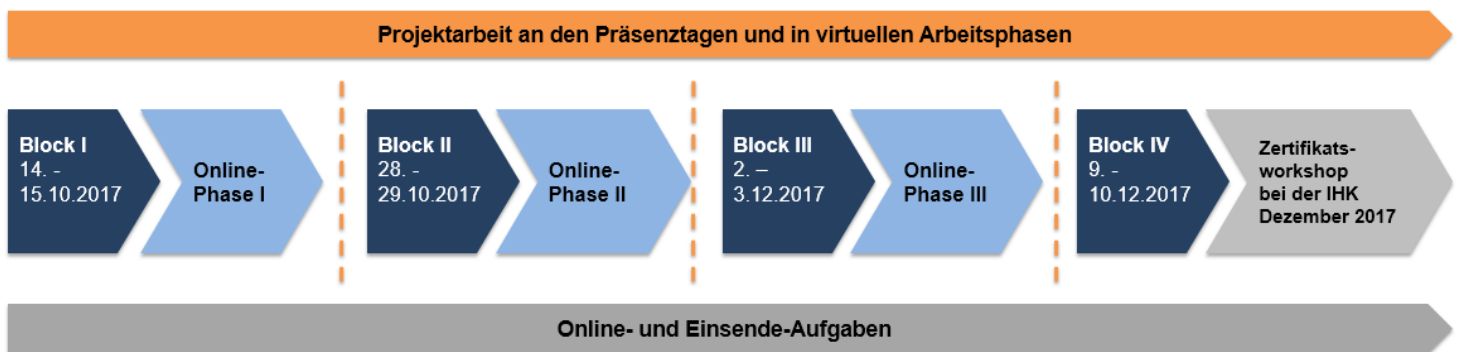 Projektarbeit an den Präsenztagen und in virtuellen Arbeitsphasen
Block I
14. -
15.10.2017
Online-
Phase I
Block II
28. -
29.10.2017
Online-
Phase II
Block III
2. –
3.12.2017
Online-
Phase III
Block IV
9. -
10.12.2017
Zertifikats-
workshop
bei der IHK
Dezember 2017
Online- und Einsende-Aufgaben